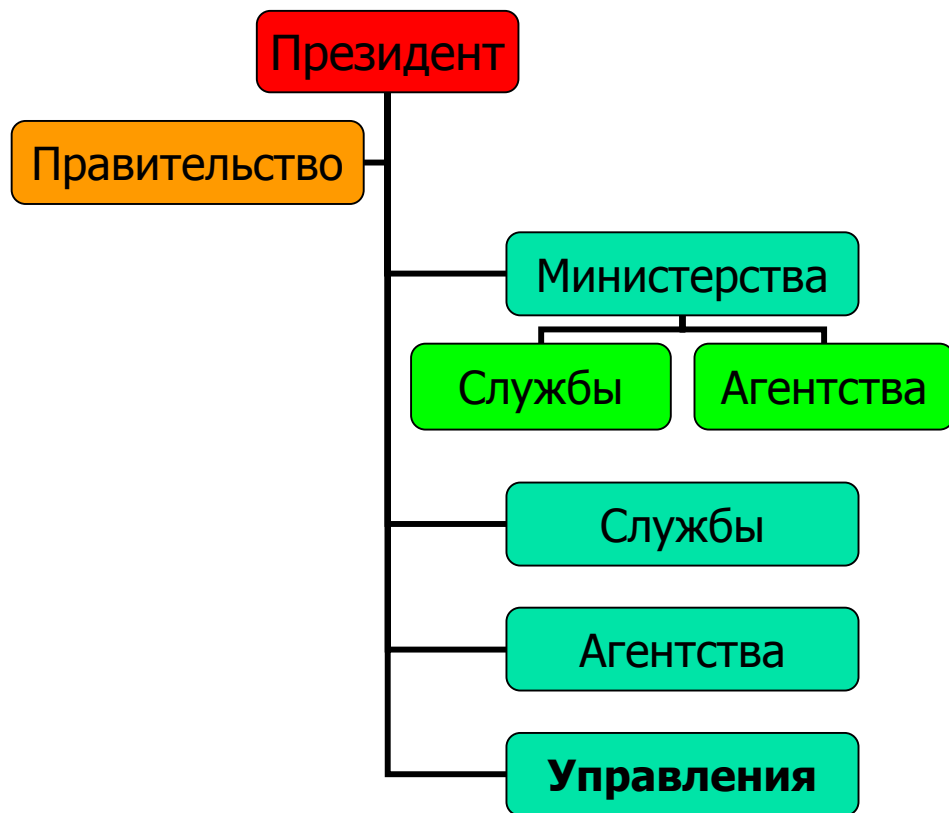 Президент
Правительство
Министерства
Службы
Агентства
Службы
Агентства
Управления